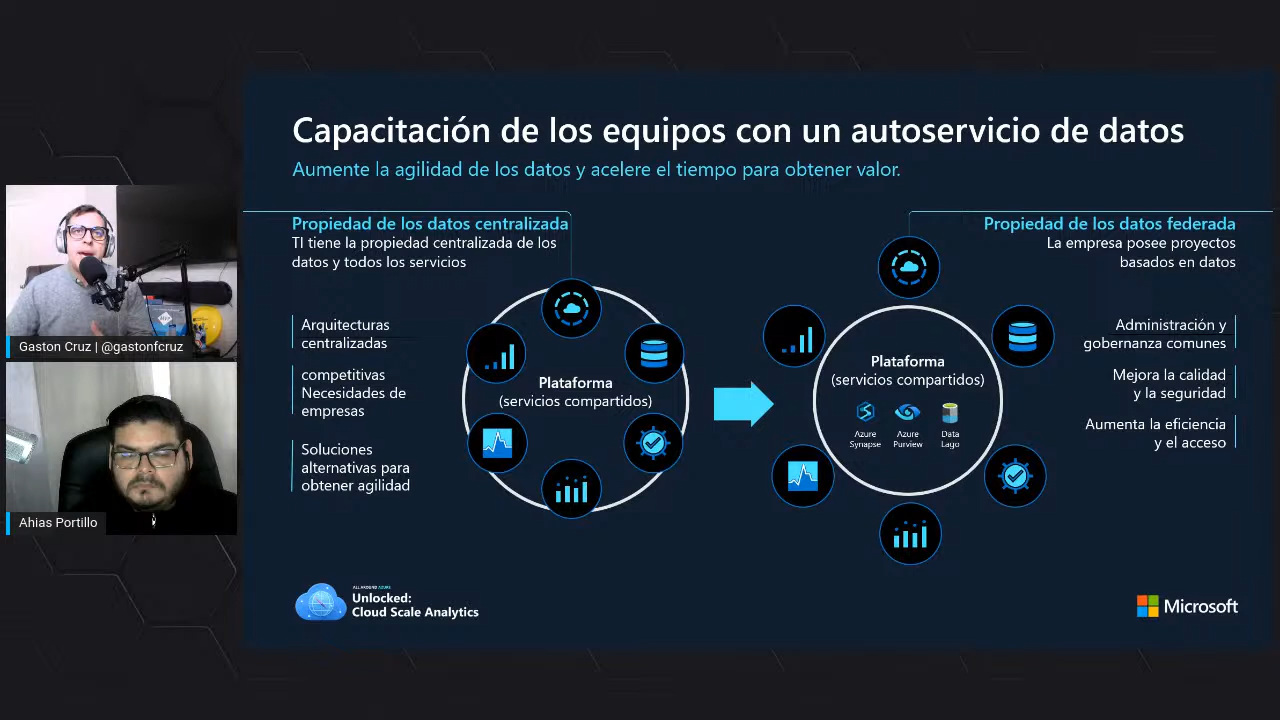 Capacitación de los equipos con un autoservicio de datos
Aumente la agilidad de los datos y acelere el tiempo para obtener valor.
Propiedad de los datos centralizada
TI tiene la propiedad centralizada de los
datos y todos los servicios
Arquitecturas
centralizadas
competitivas
Necesidades de
empresas
Soluciones
alternativas para
obtener agilidad
Plataforma
(servicios compartidos)
Propiedad de los datos federada
La empresa posee proyectos
basados en datos
Plataforma
(servicios compartidos)
Azure
Synapse
Azure
Purview
Data
Lago
Administración y
gobernanza comunes
Mejora la calidad
y la seguridad
Aumenta la eficiencia
y el acceso
Gaston Cruz | @gastonfcruz
Ahias Portillo
ALL AROUND AZURE
Unlocked:
Cloud Scale Analytics
Microsoft